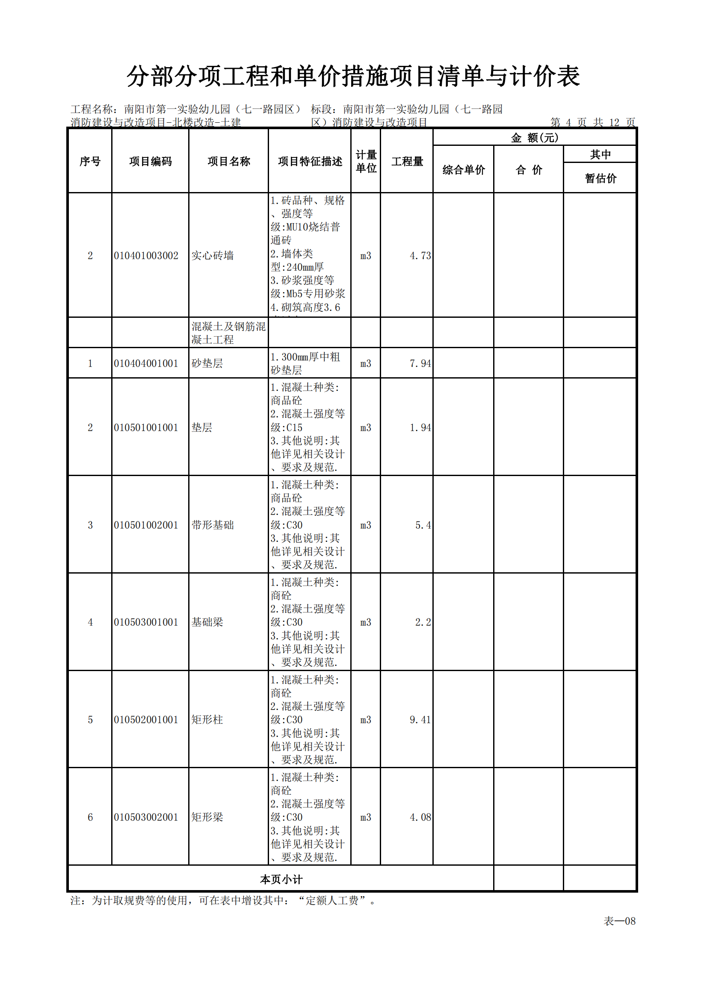 分部分项工程和单价措施项目清单与计价表
工程名称：南阳市第一实验幼儿园（七一路园区）
消防建设与改造项目-北楼改造-土建
标段：南阳市第一实验幼儿园（七一路园
区）消防建设与改造项目
第 4 页 共 12 页
序号
项目编码
项目名称
项目特征描述
计量
单位
工程量
金 额(元)
综合单价
合 价
其中
暂估价
2
010401003002
实心砖墙
1.砖品种、规格
、强度等
级:MU10烧结普
通砖
2.墙体类
型:240mm厚
3.砂浆强度等
级:Mb5专用砂浆
4.砌筑高度3.6
m3
4.73
混凝土及钢筋混
凝土工程
1
010404001001
砂垫层
1.300mm厚中粗
砂垫层
m3
7.94
2
010501001001
垫层
1.混凝土种类:
商品砼
2.混凝土强度等
级:C15
3.其他说明:其
他详见相关设计
、要求及规范.
m3
1.94
3
010501002001
带形基础
1.混凝土种类:
商品砼
2.混凝土强度等
级:C30
3.其他说明:其
他详见相关设计
、要求及规范.
m3
5.4
4
010503001001
基础梁
1.混凝土种类:
商砼
2.混凝土强度等
级:C30
3.其他说明:其
他详见相关设计
、要求及规范.
m3
2.2
5
010502001001
矩形柱
1.混凝土种类:
商砼
2.混凝土强度等
级:C30
3.其他说明:其
他详见相关设计
、要求及规范.
m3
9.41
6
010503002001
矩形梁
1.混凝土种类:
商砼
2.混凝土强度等
级:C30
3.其他说明:其
他详见相关设计
、要求及规范.
m3
4.08
本页小计
注：为计取规费等的使用，可在表中增设其中：“定额人工费”。
表—08